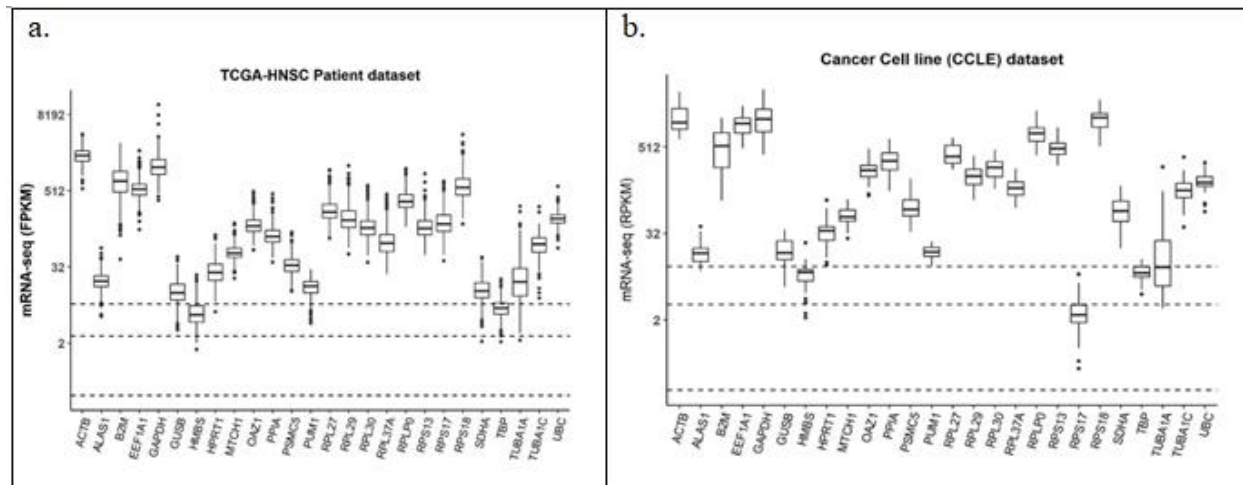 a.
TCGA-HNSC Patient dataset
mRNA-seq (FPKM)
8192
512
32
2
ACTB
ALAS1
B2M
EEF1A1
GAPDH
GUSB
HMBS
HPRT1
MTCH1
OAZ1
PPIA
PSMC5
PUM1
RPL27
RPL29
RPL30
RPL37A
RPLP0
RPS13
RPS17
RPS18
SDHA
TBP
TUBA1A
TUBA1C
UBC
b.
Cancer Cell line (CCLE) dataset
mRNA-seq (RPKM)
512
32
2
ACTB
ALAS1
B2M
EEF1A1
GAPDH
GUSB
HMBS
HPRT1
MTCH1
OAZ1
PPIA
PSMC5
PUM1
RPL27
RPL29
RPL30
RPL37A
RPLP0
RPS13
RPS17
RPS18
SDHA
TBP
TUBA1A
TUBA1C
UBC